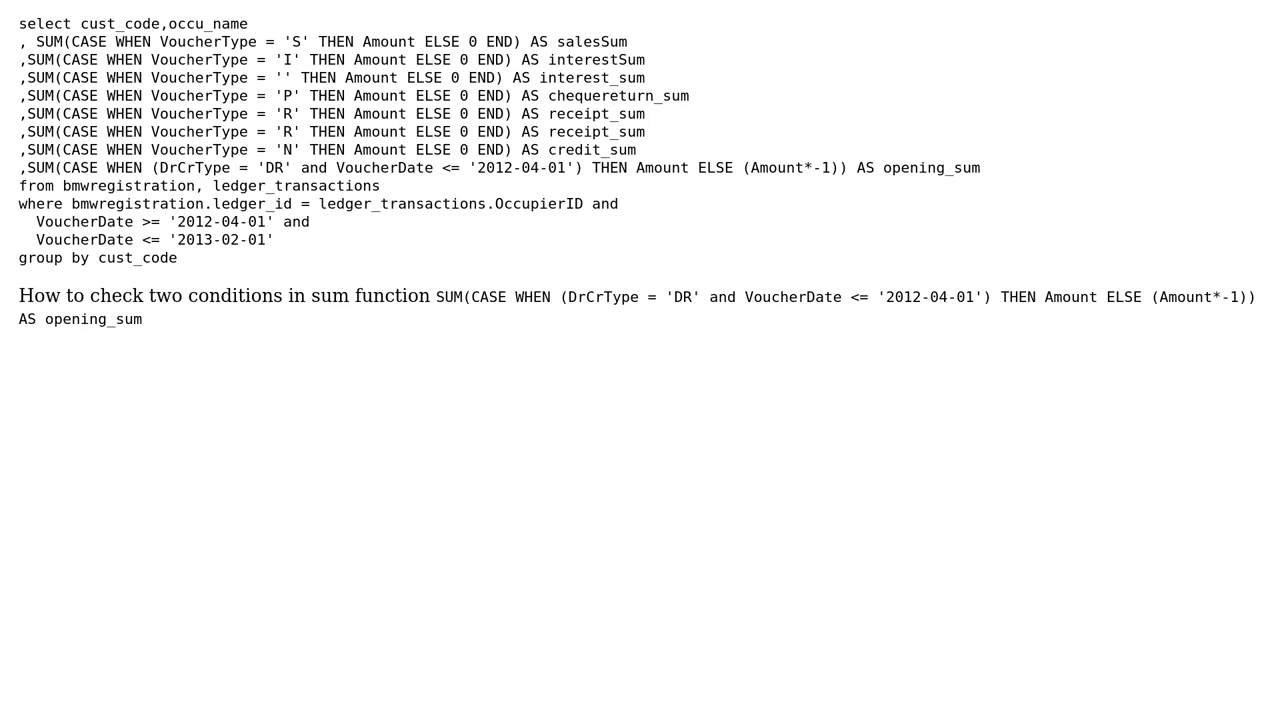 select cust_code,occu_name
, SUM(CASE WHEN VoucherType = 'S' THEN Amount ELSE 0 END) AS salesSum
,SUM(CASE WHEN VoucherType = 'I' THEN Amount ELSE 0 END) AS interestSum
,SUM(CASE WHEN VoucherType = '' THEN Amount ELSE 0 END) AS interest_sum
,SUM(CASE WHEN VoucherType = 'P' THEN Amount ELSE 0 END) AS chequereturn_sum
,SUM(CASE WHEN VoucherType = 'R' THEN Amount ELSE 0 END) AS receipt_sum
,SUM(CASE WHEN VoucherType = 'R' THEN Amount ELSE 0 END) AS receipt_sum
,SUM(CASE WHEN VoucherType = 'N' THEN Amount ELSE 0 END) AS credit_sum
,SUM(CASE WHEN (DrCrType = 'DR' and VoucherDate <= '2012-04-01') THEN Amount ELSE (Amount*-1)) AS opening_sum
from bmwregistration, ledger_transactions
where bmwregistration.ledger_id = ledger_transactions.OccupierID and
  VoucherDate >= '2012-04-01' and
  VoucherDate <= '2013-02-01'
group by cust_code
How to check two conditions in sum function SUM(CASE WHEN (DrCrType = 'DR' and VoucherDate <= '2012-04-01') THEN Amount ELSE (Amount*-1))
AS opening_sum